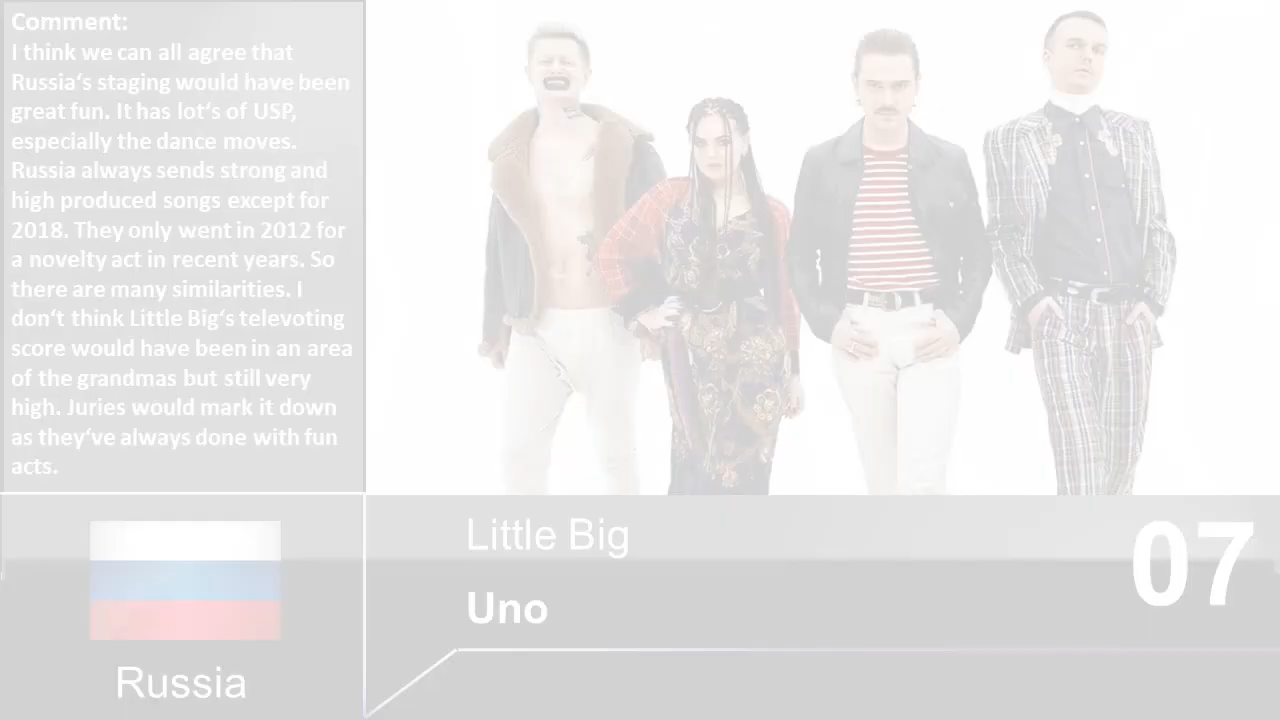 Comment:
I think we can all agree that
Russia‘s staging would have been
great fun. It has lot‘s of USP,
especially the dance moves.
Russia always sends strong and
high produced songs except for
2018. They only went in 2012 for
a novelty act in recent years. So
there are many similarities. I
don‘t think Little Big‘s televoting
score would have been in an area
of the grandmas but still very
high. Juries would mark it down
as they‘ve always done with fun
acts.
Little Big
07
Uno
Russia